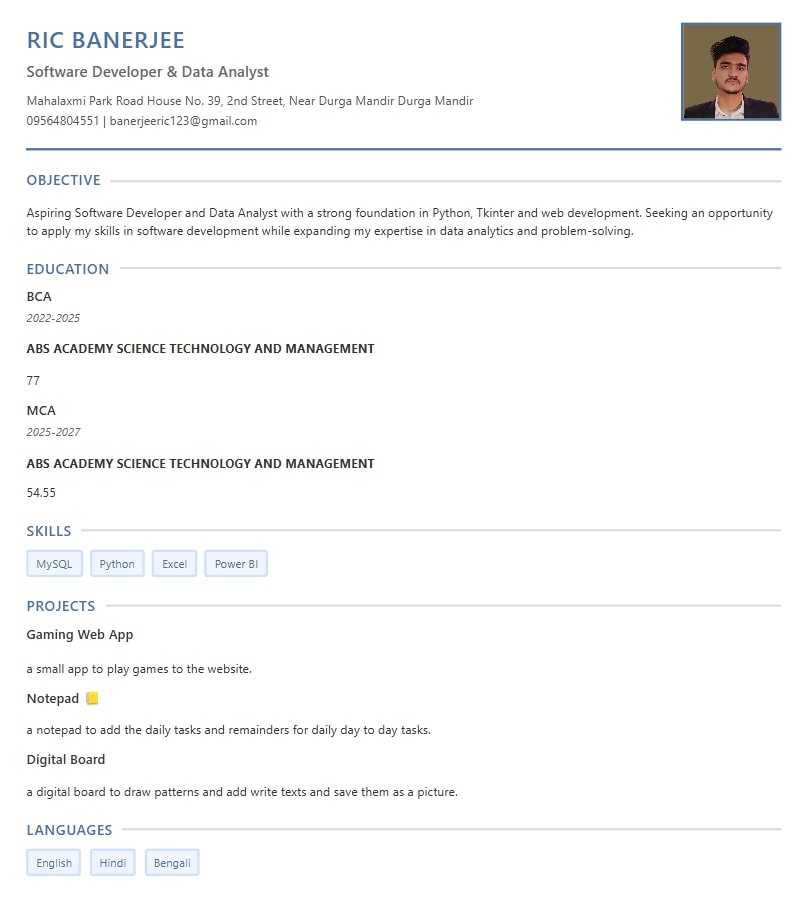 RIC BANERJEE
Software Developer & Data Analyst
Mahalaxmi Park Road House No. 39, 2nd Street, Near Durga Mandir Durga Mandir
09564804551 | banerjeeric123@gmail.com
OBJECTIVE
Aspiring Software Developer and Data Analyst with a strong foundation in Python, Tkinter and web development. Seeking an opportunity
to apply my skills in software development while expanding my expertise in data analytics and problem-solving.
EDUCATION
BCA
2022-2025
ABS ACADEMY SCIENCE TECHNOLOGY AND MANAGEMENT
77
MCA
2025-2027
ABS ACADEMY SCIENCE TECHNOLOGY AND MANAGEMENT
54.55
SKILLS
MySQL Python Excel Power BI
PROJECTS
Gaming Web App
a small app to play games to the website.
Notepad 📒
a notepad to add the daily tasks and remainders for daily day to day tasks.
Digital Board
a digital board to draw patterns and add write texts and save them as a picture.
LANGUAGES
English Hindi Bengali